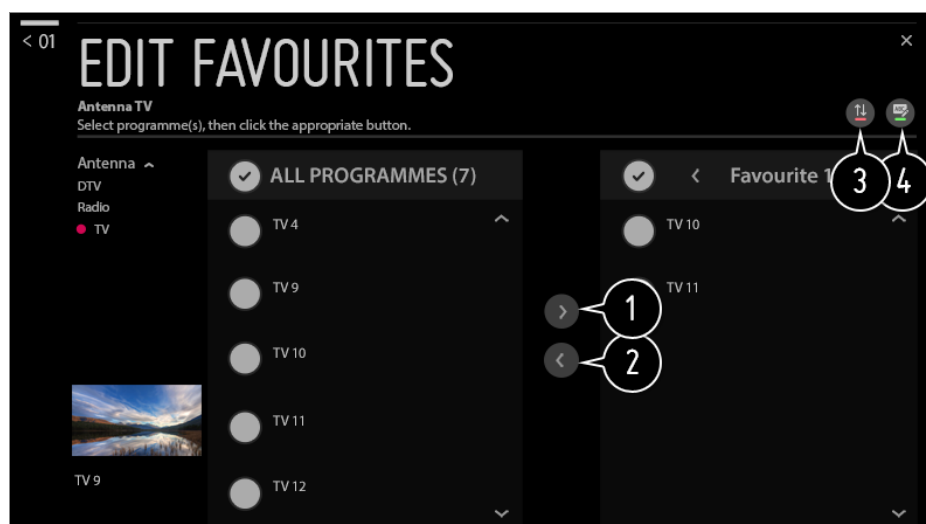 < 01
EDIT FAVOURITES
×
Antenna TV
Select programme(s), then click the appropriate button.
Antenna
DTV
Radio
TV
ALL PROGRAMMES (7)
TV 4
TV 9
TV 10
TV 11
TV 12
Favourite 1
TV 10
TV 11
1
2
3
4
TV 9